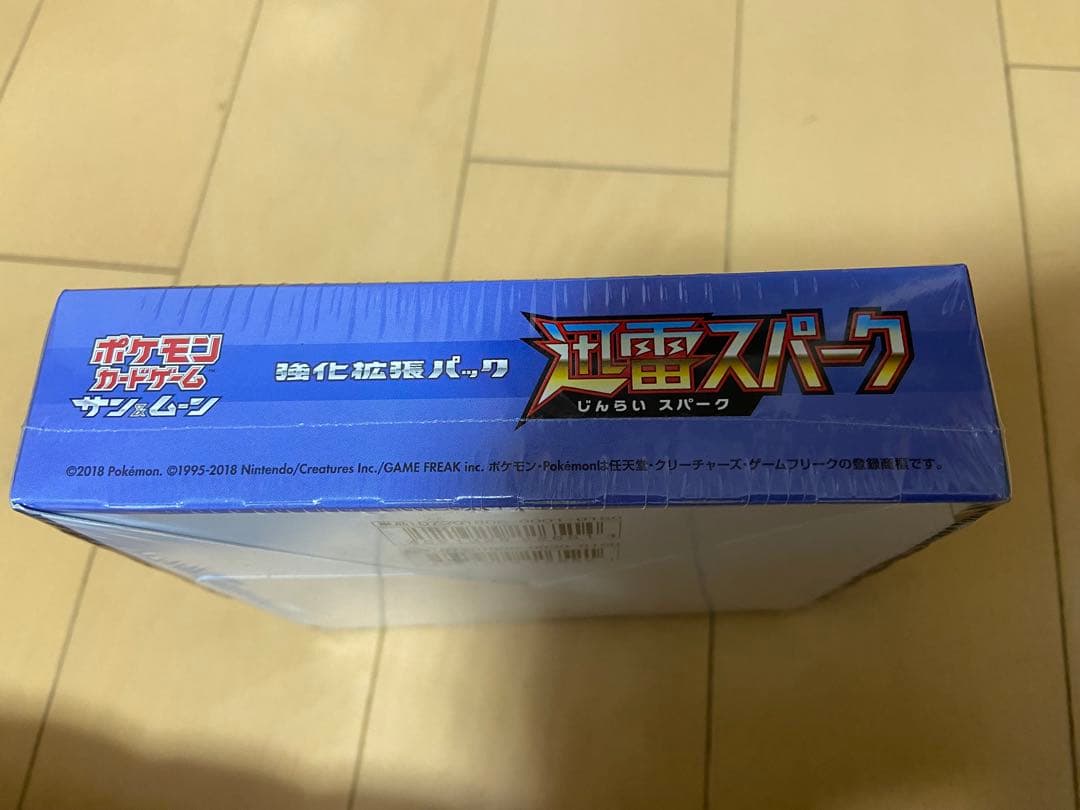 ポケモン
カードゲーム™
サン&ムーン
強化拡張パック
迅雷スパーク
じんらい スパーク
©2018 Pokémon. ©1995-2018 Nintendo/Creatures Inc./GAME FREAK inc. ポケモン・Pokémonは任天堂・クリーチャーズ・ゲームフリークの登録商標です。